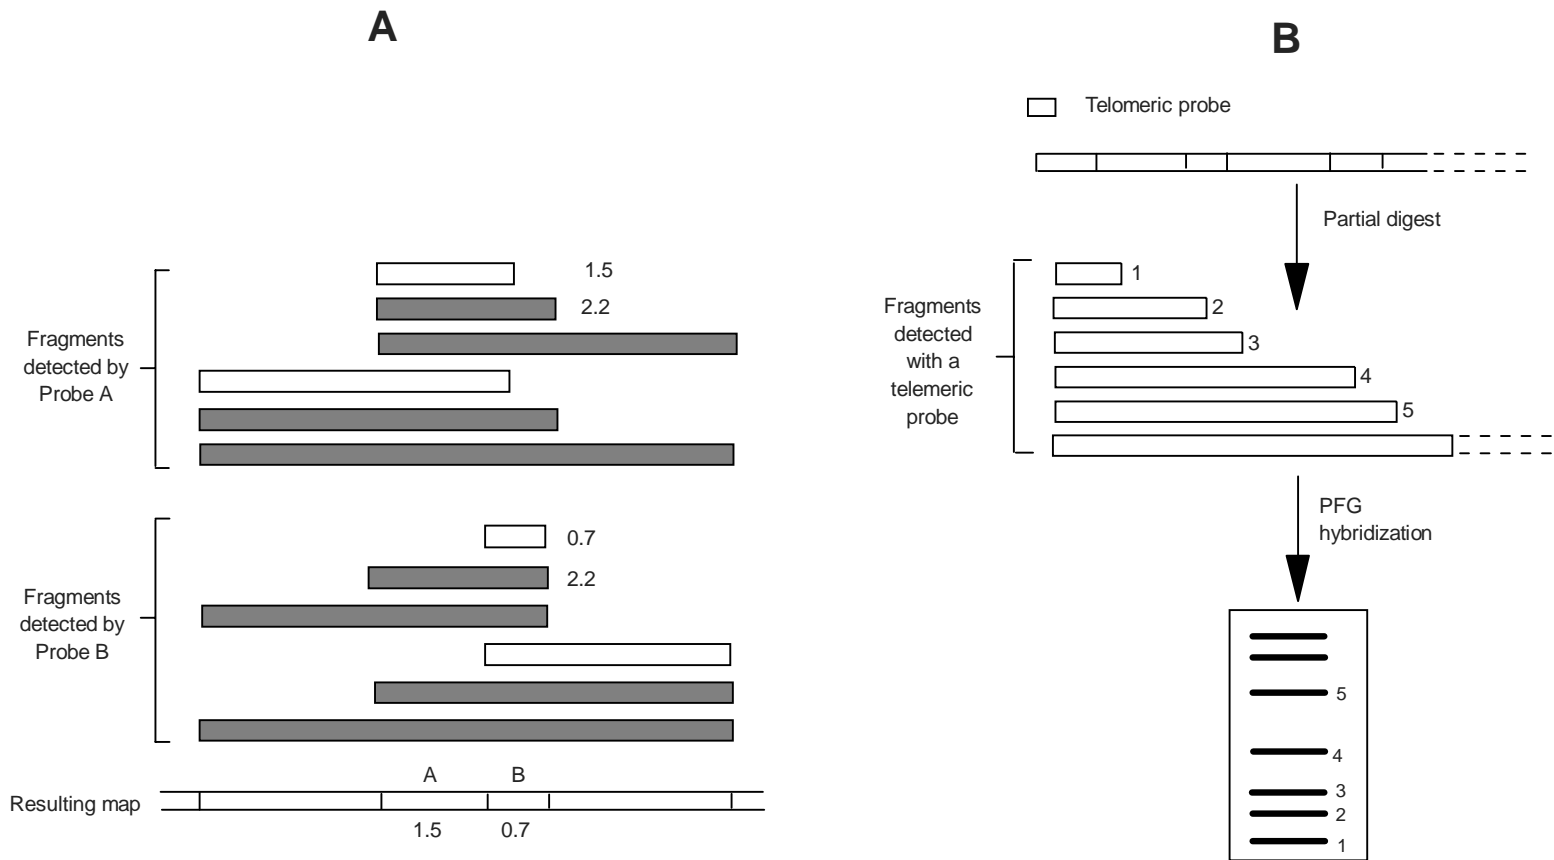 A
Fragments
detected by
Probe A
1.5
2.2
Fragments
detected by
Probe B
0.7
2.2
Resulting map
A
B
1.5
0.7
B
Telomeric probe
Partial digest
Fragments
detected
with a
telemeric
probe
1
2
3
4
5
PFG
hybridization
5
4
3
2
1